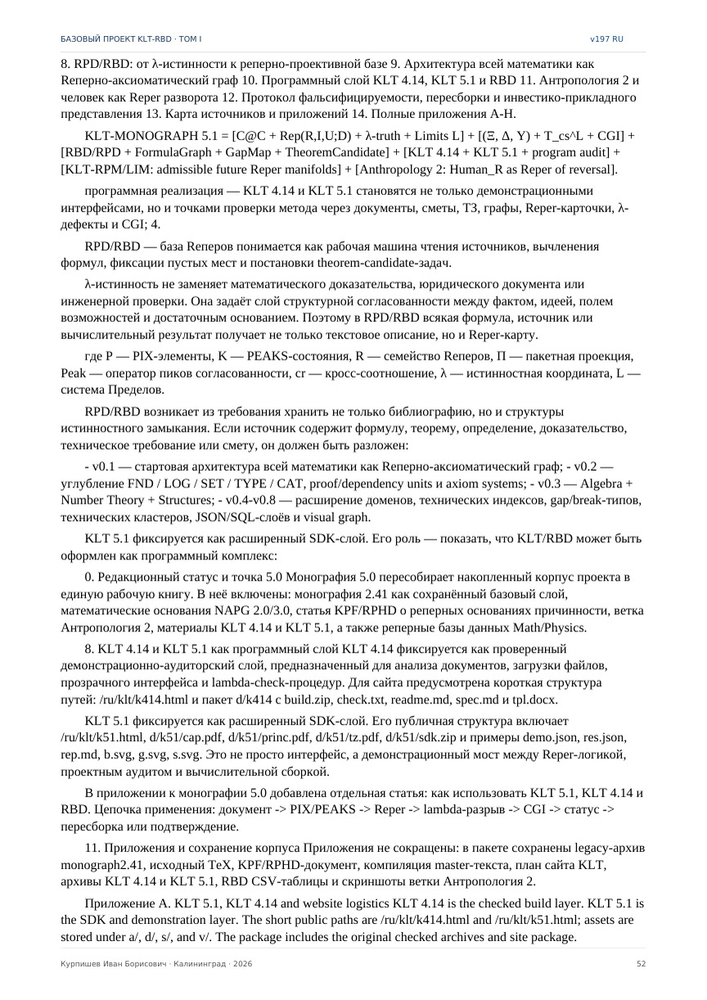 БАЗОВЫЙ ПРОЕКТ KLT-RBD · ТОМ I
v197 RU
8. RPD/RBD: от λ-истинности к реперно-проективной базе 9. Архитектура всей математики как
Reперно-аксиоматический граф 10. Программный слой KLT 4.14, KLT 5.1 и RBD 11. Антропология 2 и
человек как Reper разворота 12. Протокол фальсифицируемости, пересборки и инвестико-прикладного
представления 13. Карта источников и приложений 14. Полные приложения A-H.
KLT-MONOGRAPH 5.1 = [C@C + Rep(R,I,U;D) + λ-truth + Limits L] + [(Ξ, Δ, Υ) + T_cs^L + CGI] +
[RBD/RPD + FormulaGraph + GapMap + TheoremCandidate] + [KLT 4.14 + KLT 5.1 + program audit] +
[KLT-RPM/LIM: admissible future Reper manifolds] + [Anthropology 2: Human_R as Reper of reversal].
программная реализация — KLT 4.14 и KLT 5.1 становятся не только демонстрационными
интерфейсами, но и точками проверки метода через документы, сметы, ТЗ, графы, Reper-карточки, λ-
дефекты и CGI; 4.
RPD/RBD — база Reперов понимается как рабочая машина чтения источников, вычленения
формул, фиксации пустых мест и постановки theorem-candidate-задач.
λ-истинность не заменяет математического доказательства, юридического документа или
инженерной проверки. Она задаёт слой структурной согласованности между фактом, идеей, полем
возможностей и достаточным основанием. Поэтому в RPD/RBD всякая формула, источник или
вычислительный результат получает не только текстовое описание, но и Reper-карту.
где P — PIX-элементы, K — PEAKS-состояния, R — семейство Reперов, Π — пакетная проекция,
Peak — оператор пиков согласованности, cr — кросс-соотношение, λ — истинностная координата, L —
система Пределов.
RPD/RBD возникает из требования хранить не только библиографию, но и структуры
истинностного замыкания. Если источник содержит формулу, теорему, определение, доказательство,
техническое требование или смету, он должен быть разложен:
- v0.1 — стартовая архитектура всей математики как Reперно-аксиоматический граф; - v0.2 —
углубление FND / LOG / SET / TYPE / CAT, proof/dependency units и axiom systems; - v0.3 — Algebra +
Number Theory + Structures; - v0.4-v0.8 — расширение доменов, технических индексов, gap/break-типов,
технических кластеров, JSON/SQL-слоёв и visual graph.
KLT 5.1 фиксируется как расширенный SDK-слой. Его роль — показать, что KLT/RBD может быть
оформлен как программный комплекс:
0. Редакционный статус и точка 5.0 Монография 5.0 пересобирает накопленный корпус проекта в
единую рабочую книгу. В неё включены: монография 2.41 как сохранённый базовый слой,
математические основания NAPG 2.0/3.0, статья KPF/RPHD о реперных основаниях причинности, ветка
Антропология 2, материалы KLT 4.14 и KLT 5.1, а также реперные базы данных Math/Physics.
8. KLT 4.14 и KLT 5.1 как программный слой KLT 4.14 фиксируется как проверенный
демонстрационно-аудиторский слой, предназначенный для анализа документов, загрузки файлов,
прозрачного интерфейса и lambda-check-процедур. Для сайта предусмотрена короткая структура
путей: /ru/klt/k414.html и пакет d/k414 с build.zip, check.txt, readme.md, spec.md и tpl.docx.
KLT 5.1 фиксируется как расширенный SDK-слой. Его публичная структура включает
/ru/klt/k51.html, d/k51/cap.pdf, d/k51/princ.pdf, d/k51/tz.pdf, d/k51/sdk.zip и примеры demo.json, res.json,
rep.md, b.svg, g.svg, s.svg. Это не просто интерфейс, а демонстрационный мост между Reper-логикой,
проектным аудитом и вычислительной сборкой.
В приложении к монографии 5.0 добавлена отдельная статья: как использовать KLT 5.1, KLT 4.14 и
RBD. Цепочка применения: документ -> PIX/PEAKS -> Reper -> lambda-разрыв -> CGI -> статус ->
пересборка или подтверждение.
11. Приложения и сохранение корпуса Приложения не сокращены: в пакете сохранены legacy-архив
monograph2.41, исходный TeX, KPF/RPHD-документ, компиляция master-текста, план сайта KLT,
архивы KLT 4.14 и KLT 5.1, RBD CSV-таблицы и скриншоты ветки Антропология 2.
Приложение A. KLT 5.1, KLT 4.14 and website logistics KLT 4.14 is the checked build layer. KLT 5.1 is
the SDK and demonstration layer. The short public paths are /ru/klt/k414.html and /ru/klt/k51.html; assets are
stored under a/, d/, s/, and v/. The package includes the original checked archives and site package.
Курпишев Иван Борисович · Калининград · 2026
52